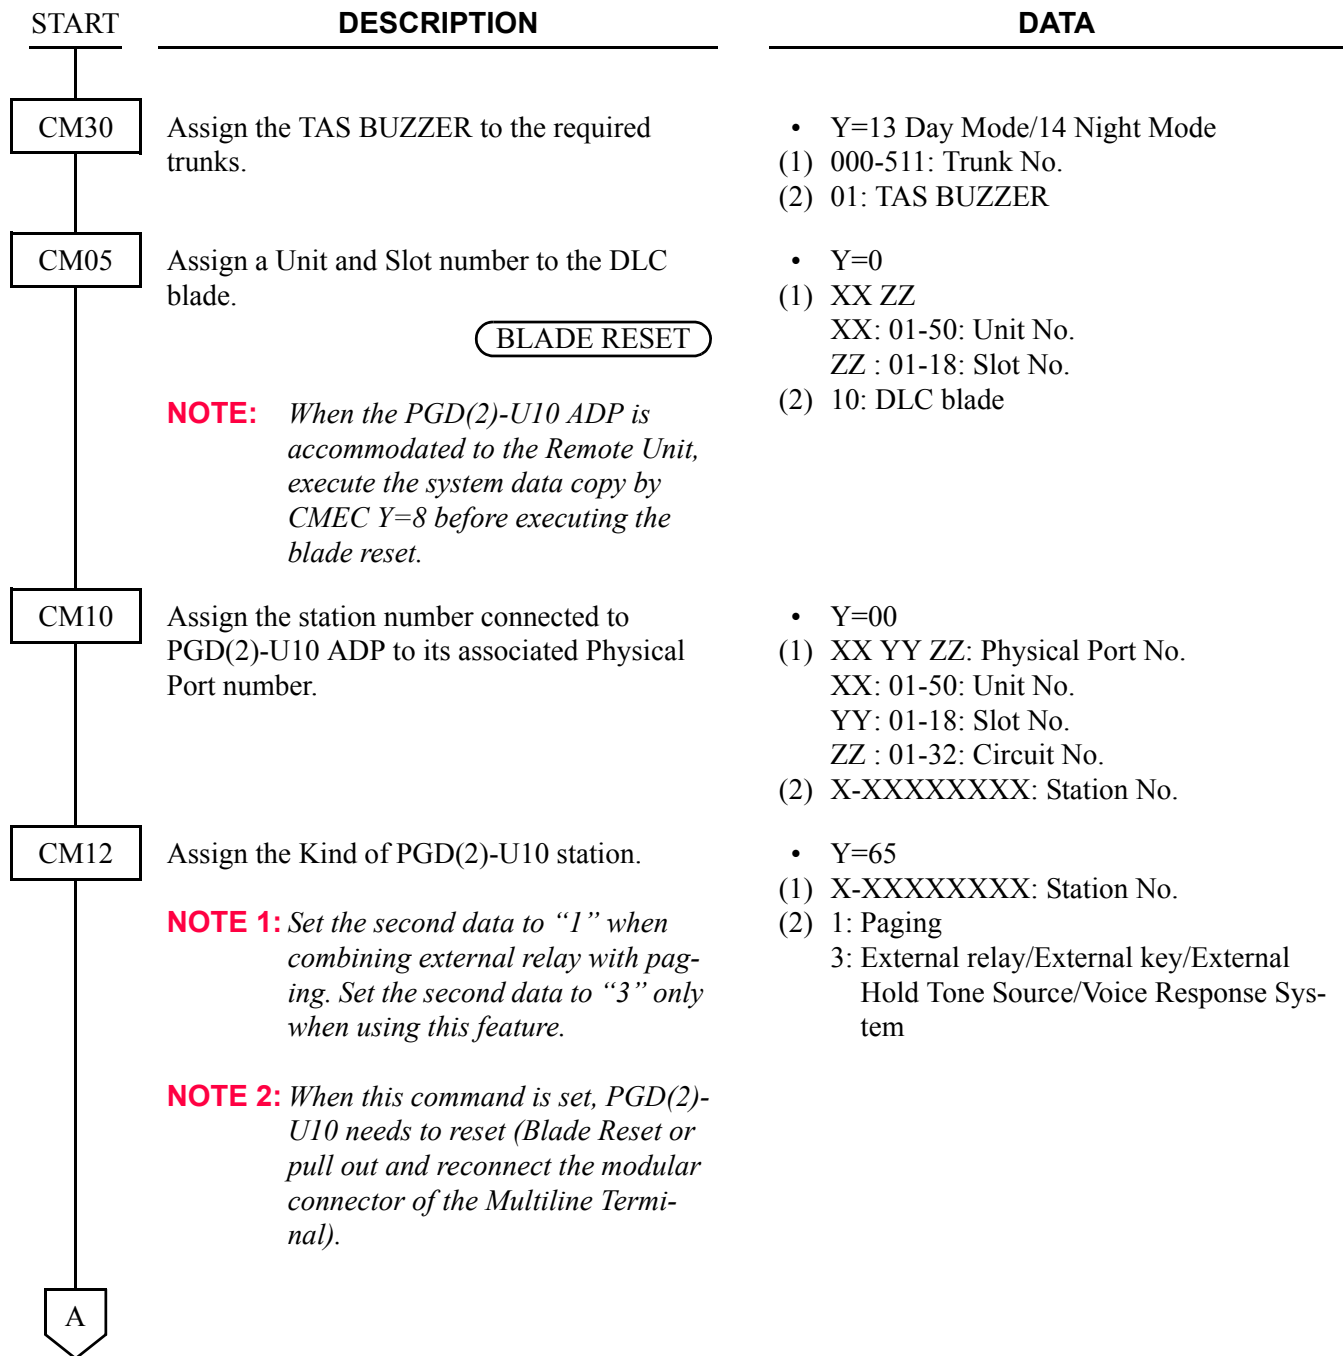 START
DESCRIPTION
DATA
CM30
Assign the TAS BUZZER to the required
trunks.
• Y=13 Day Mode/14 Night Mode
(1) 000-511: Trunk No.
(2) 01: TAS BUZZER
CM05
Assign a Unit and Slot number to the DLC
blade.
BLADE RESET
NOTE: When the PGD(2)-U10 ADP is
accommodated to the Remote Unit,
execute the system data copy by
CMEC Y=8 before executing the
blade reset.
• Y=0
(1) XX ZZ
XX: 01-50: Unit No.
ZZ : 01-18: Slot No.
(2) 10: DLC blade
CM10
Assign the station number connected to
PGD(2)-U10 ADP to its associated Physical
Port number.
• Y=00
(1) XX YY ZZ: Physical Port No.
XX: 01-50: Unit No.
YY: 01-18: Slot No.
ZZ : 01-32: Circuit No.
(2) X-XXXXXXXX: Station No.
CM12
Assign the Kind of PGD(2)-U10 station.
NOTE 1: Set the second data to “1” when
combining external relay with pag-
ing. Set the second data to “3” only
when using this feature.
NOTE 2: When this command is set, PGD(2)-
U10 needs to reset (Blade Reset or
pull out and reconnect the modular
connector of the Multiline Termi-
nal).
• Y=65
(1) X-XXXXXXXX: Station No.
(2) 1: Paging
3: External relay/External key/External
Hold Tone Source/Voice Response Sys-
tem
A